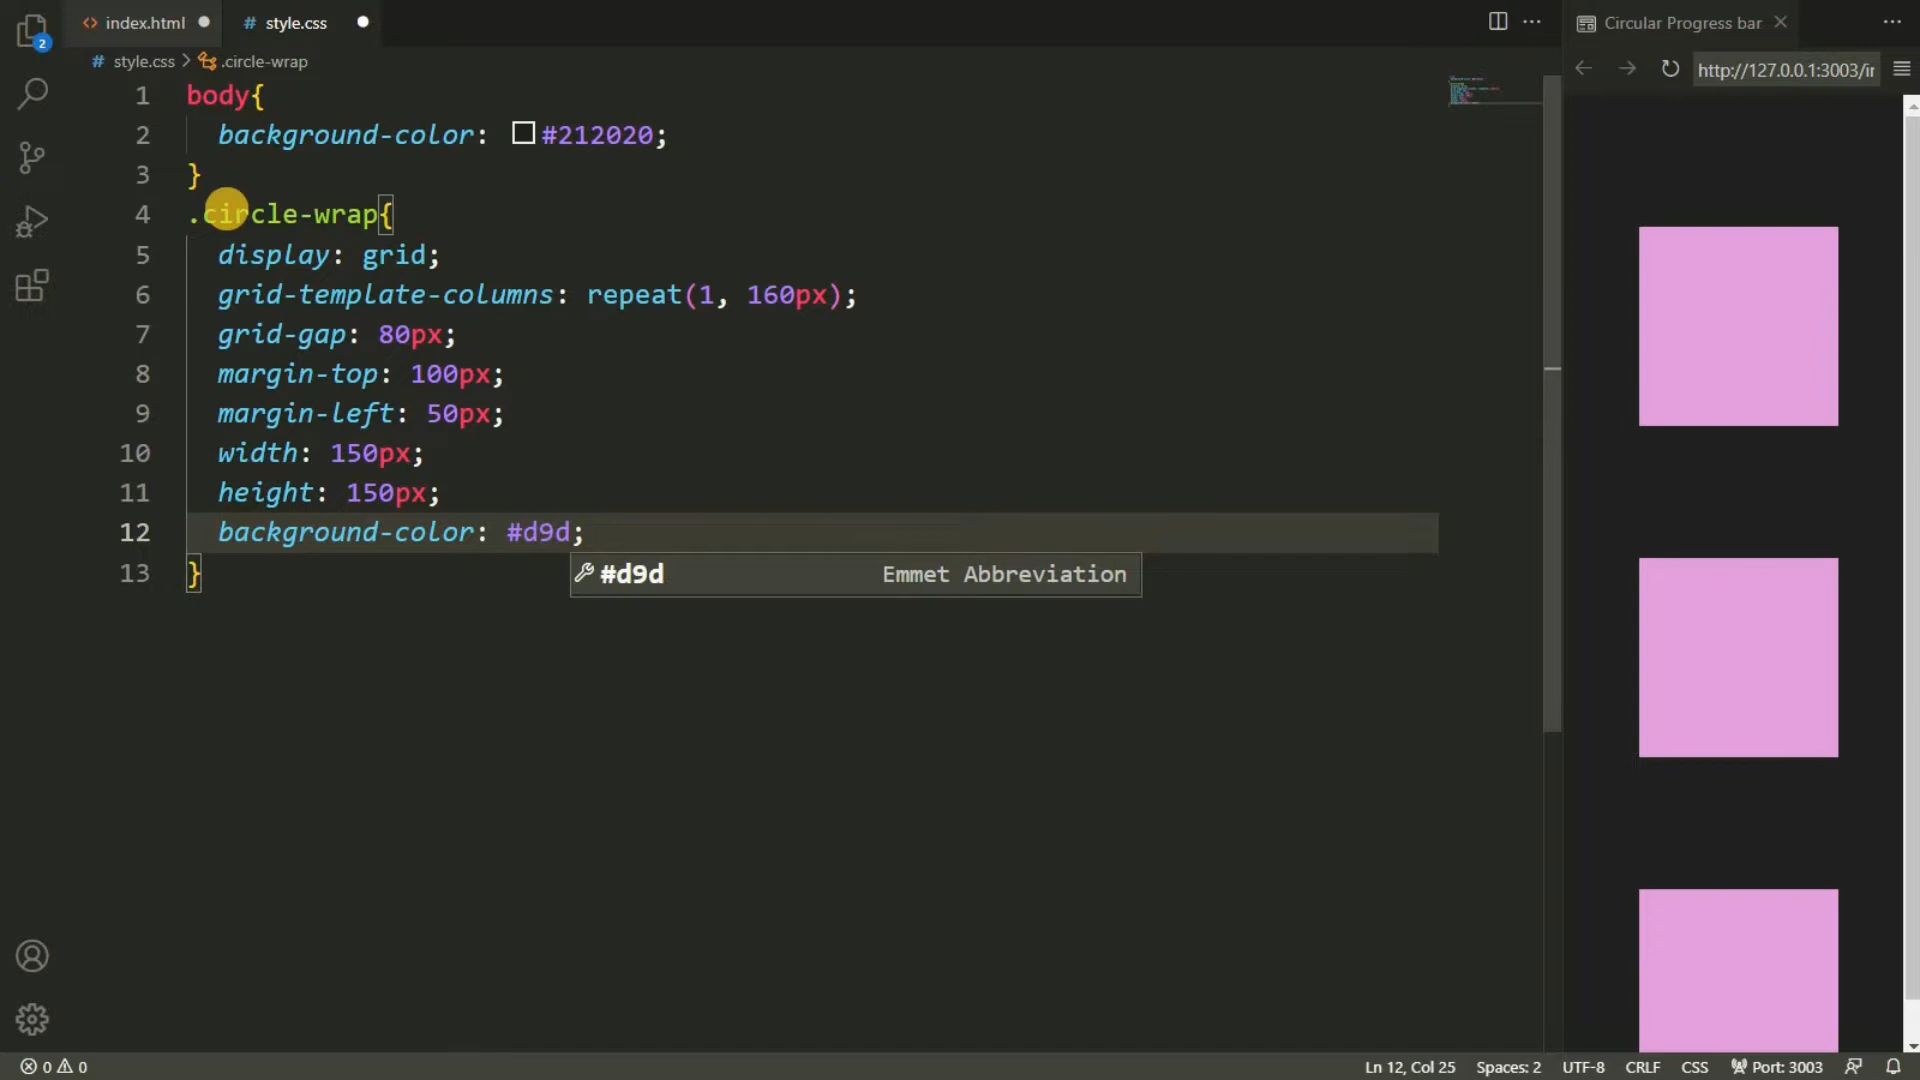 index.html
# style.css
Circular Progress bar
2
# style.css > .circle-wrap
http://127.0.0.1:3003/ir
1 body{
2 background-color: #212020;
3 }
4 .circle-wrap{
5 display: grid;
6 grid-template-columns: repeat(1, 160px);
7 grid-gap: 80px;
8 margin-top: 100px;
9 margin-left: 50px;
10 width: 150px;
11 height: 150px;
12 background-color: #d9d;
13 }
#d9d Emmet Abbreviation
0 0
Ln 12, Col 25 Spaces: 2 UTF-8 CRLF CSS Port: 3003